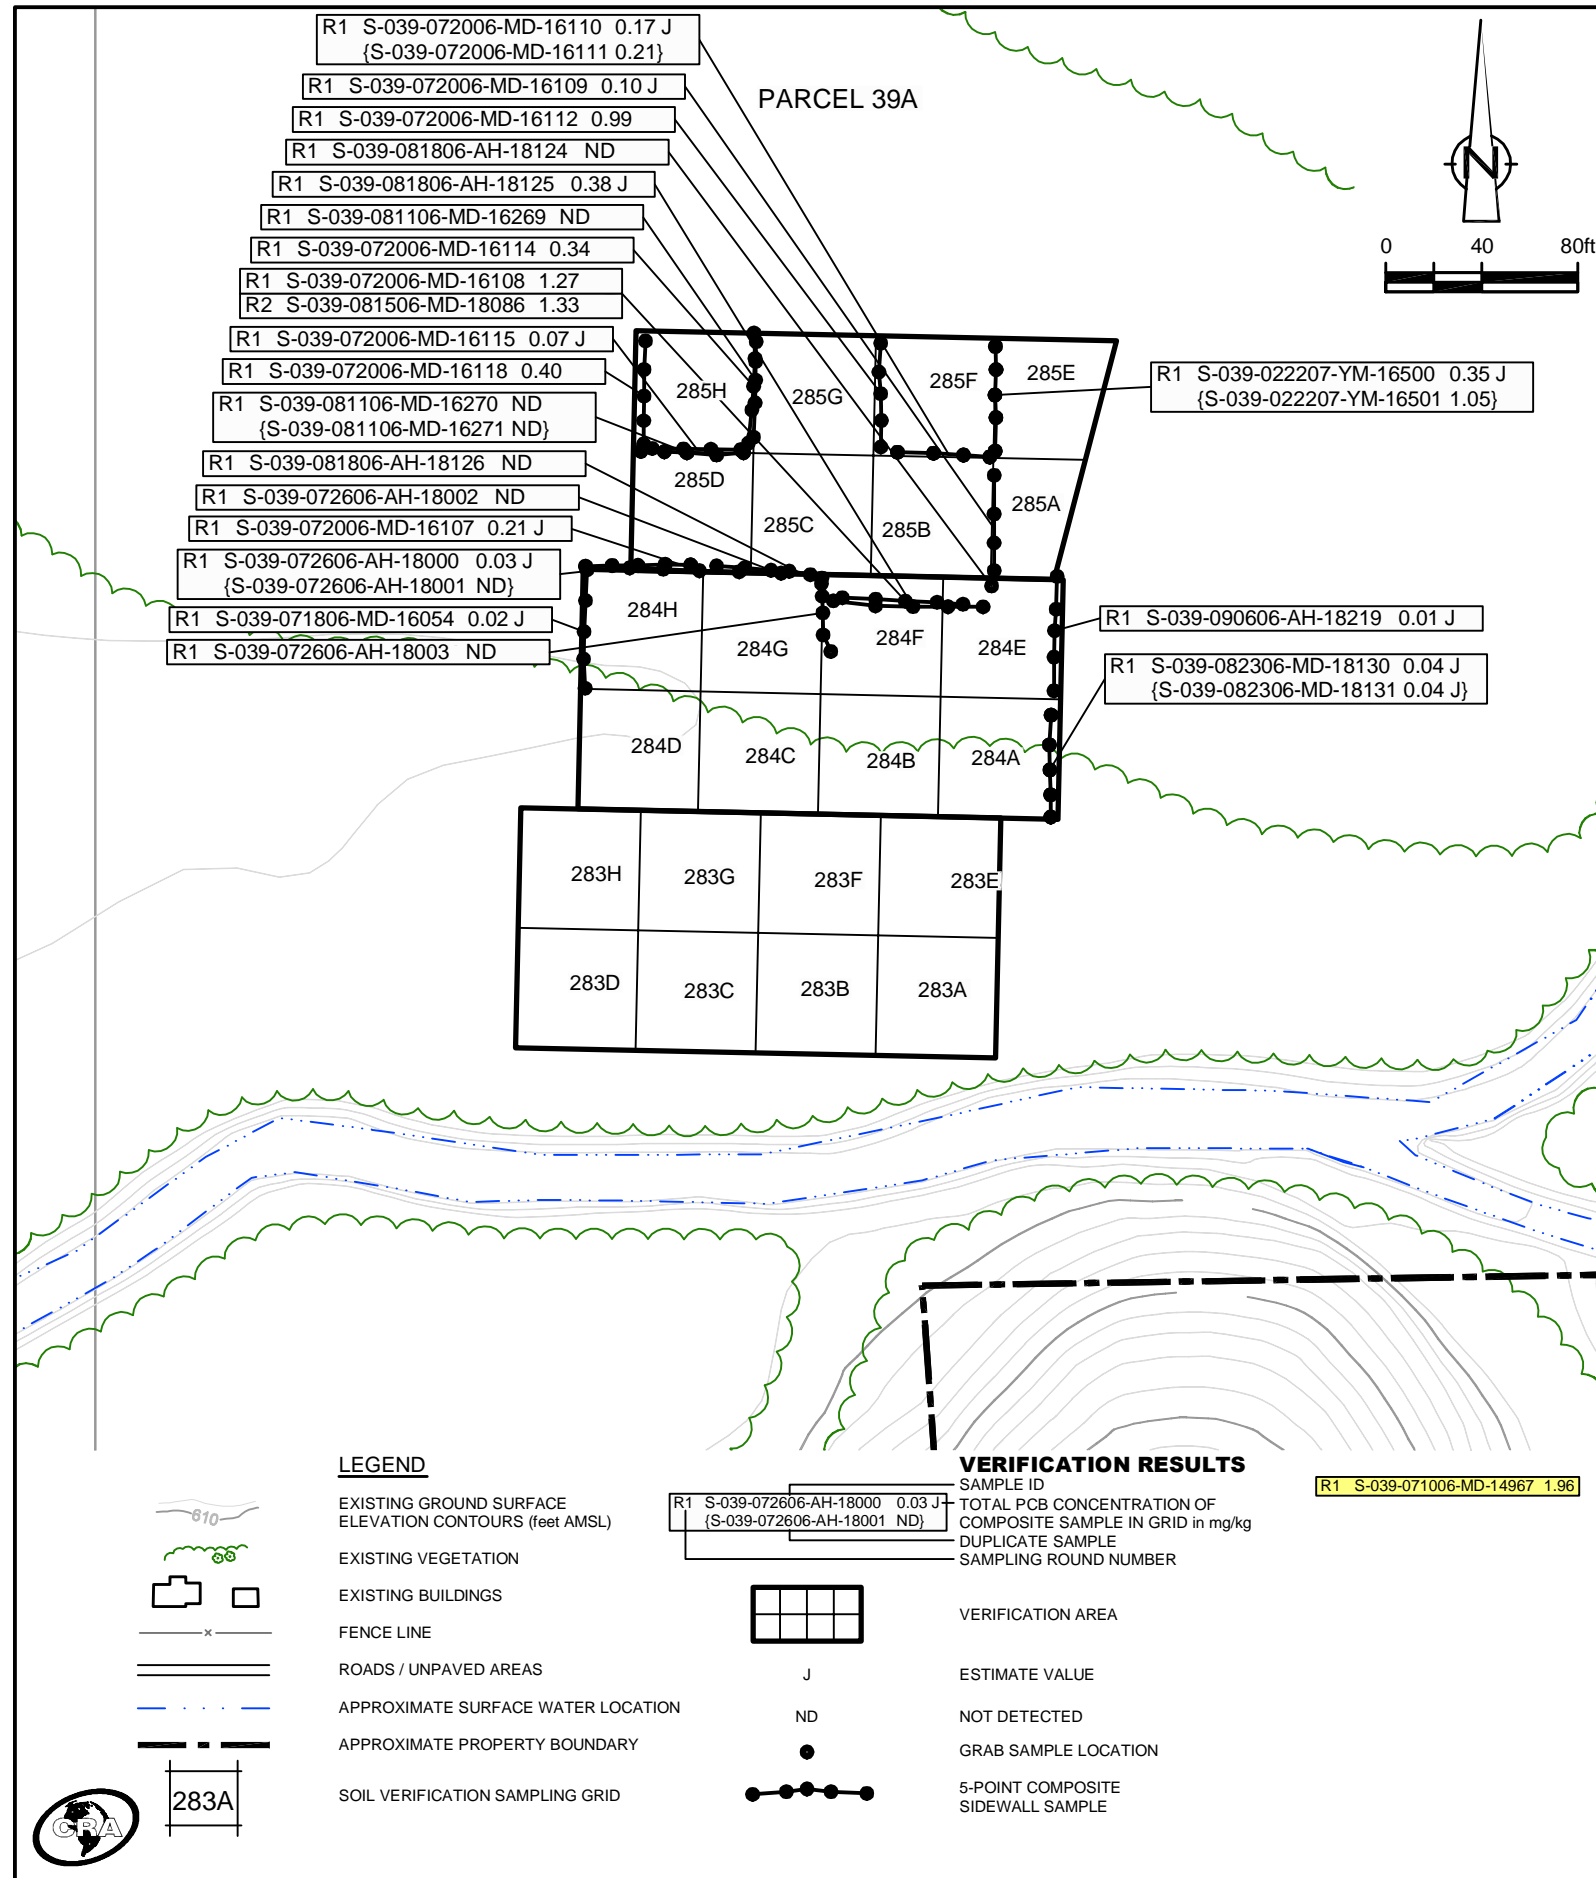 R1 S-039-072006-MD-16110 0.17 J
{S-039-072006-MD-16111 0.21}
R1 S-039-072006-MD-16109 0.10 J
R1 S-039-072006-MD-16112 0.99
R1 S-039-081806-AH-18124 ND
R1 S-039-081806-AH-18125 0.38 J
R1 S-039-081106-MD-16269 ND
R1 S-039-072006-MD-16114 0.34
R1 S-039-072006-MD-16108 1.27
R2 S-039-081506-MD-18086 1.33
R1 S-039-072006-MD-16115 0.07 J
R1 S-039-072006-MD-16118 0.40
R1 S-039-081106-MD-16270 ND
{S-039-081106-MD-16271 ND}
R1 S-039-081806-AH-18126 ND
R1 S-039-072606-AH-18002 ND
R1 S-039-072006-MD-16107 0.21 J
R1 S-039-072606-AH-18000 0.03 J
{S-039-072606-AH-18001 ND}
R1 S-039-071806-MD-16054 0.02 J
R1 S-039-072606-AH-18003 ND
PARCEL 39A
N
0 40 80ft
R1 S-039-022207-YM-16500 0.35 J
{S-039-022207-YM-16501 1.05}
R1 S-039-090606-AH-18219 0.01 J
R1 S-039-082306-MD-18130 0.04 J
{S-039-082306-MD-18131 0.04 J}
285H 285G 285F 285E
285D 285C 285B 285A
284H 284G 284F 284E
284D 284C 284B 284A
283H 283G 283F 283E
283D 283C 283B 283A
LEGEND
610
EXISTING GROUND SURFACE
ELEVATION CONTOURS (feet AMSL)
EXISTING VEGETATION
EXISTING BUILDINGS
x
FENCE LINE
ROADS / UNPAVED AREAS
APPROXIMATE SURFACE WATER LOCATION
APPROXIMATE PROPERTY BOUNDARY
283A
SOIL VERIFICATION SAMPLING GRID
CRA
VERIFICATION RESULTS
R1 S-039-072606-AH-18000 0.03 J
{S-039-072606-AH-18001 ND}
SAMPLE ID
TOTAL PCB CONCENTRATION OF
COMPOSITE SAMPLE IN GRID in mg/kg
DUPLICATE SAMPLE
SAMPLING ROUND NUMBER
R1 S-039-071006-MD-14967 1.96
VERIFICATION AREA
J
ESTIMATE VALUE
ND
NOT DETECTED
GRAB SAMPLE LOCATION
5-POINT COMPOSITE
SIDEWALL SAMPLE